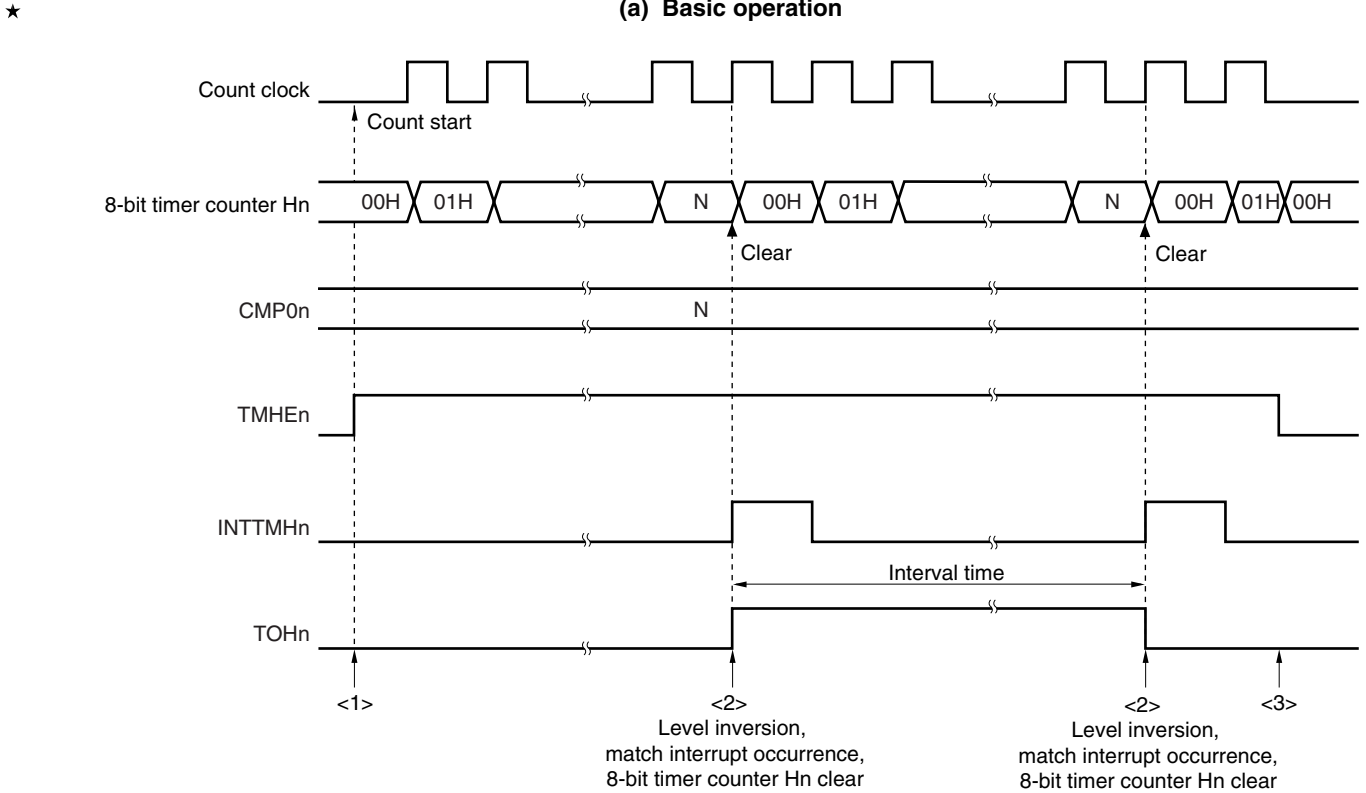 ★
(a) Basic operation
Count clock
Count start
8-bit timer counter Hn
00H 01H N 00H 01H N 00H 01H 00H
Clear Clear
CMP0n N
TMHEn
INTTMHn
Interval time
TOHn
<1> <2> <2> <3>
Level inversion,
match interrupt occurrence,
8-bit timer counter Hn clear
Level inversion,
match interrupt occurrence,
8-bit timer counter Hn clear